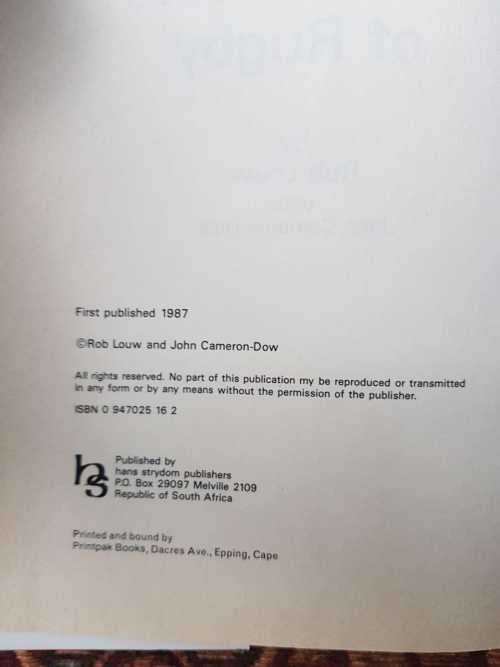 of Rugby
First published 1987
©Rob Louw and John Cameron-Dow
All rights reserved. No part of this publication my be reproduced or transmitted
in any form or by any means without the permission of the publisher.
ISBN 0 947025 16 2
hs
Published by
hans strydom publishers
P.O. Box 29097 Melville 2109
Republic of South Africa
Printed and bound by
Printpak Books, Dacres Ave., Epping, Cape